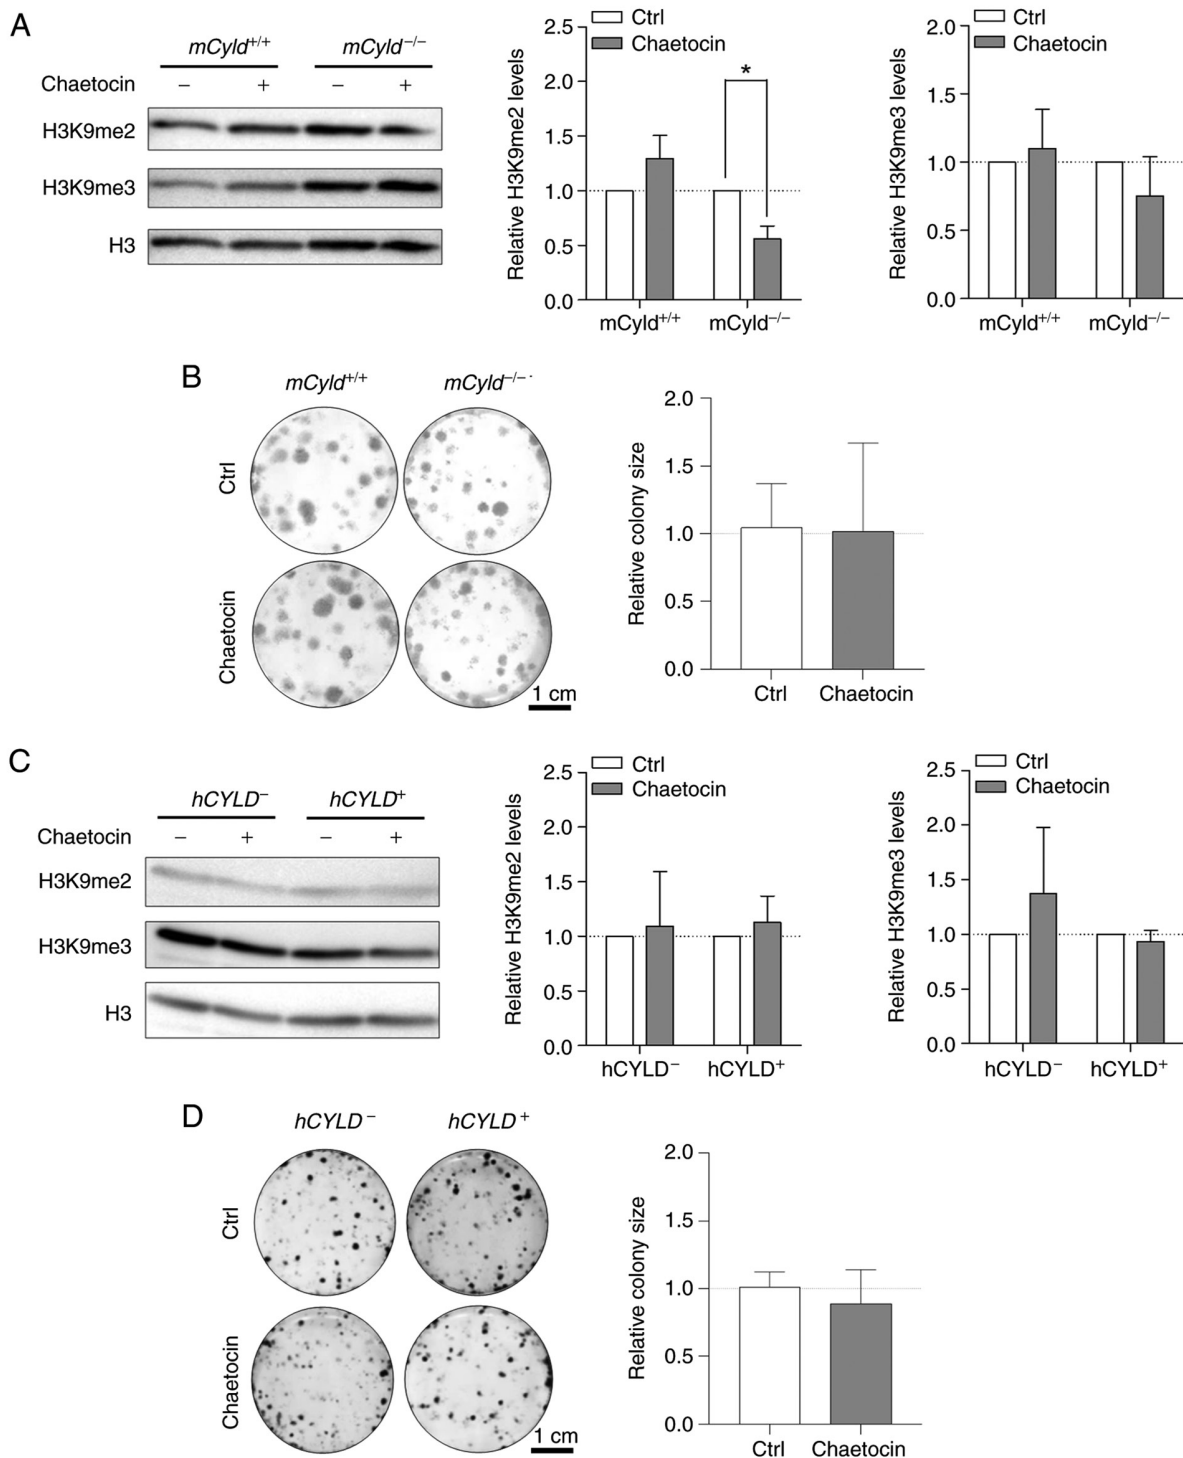 A
mCyld+/+ mCyld−/−
Chaetocin − + − +
H3K9me2
H3K9me3
H3
Ctrl
Chaetocin
Relative H3K9me2 levels
2.5
2.0
1.5
1.0
0.5
0.0
*
mCyld+/+ mCyld−/−
Ctrl
Chaetocin
Relative H3K9me3 levels
2.0
1.5
1.0
0.5
0.0
mCyld+/+ mCyld−/−
B
mCyld+/+ mCyld−/−
Ctrl
Chaetocin
1 cm
Relative colony size
2.0
1.5
1.0
0.5
0.0
Ctrl Chaetocin
C
hCYLD− hCYLD+
Chaetocin − + − +
H3K9me2
H3K9me3
H3
Ctrl
Chaetocin
Relative H3K9me2 levels
2.5
2.0
1.5
1.0
0.5
0.0
hCYLD− hCYLD+
Ctrl
Chaetocin
Relative H3K9me3 levels
2.5
2.0
1.5
1.0
0.5
0.0
hCYLD− hCYLD+
D
hCYLD− hCYLD+
Ctrl
Chaetocin
1 cm
Relative colony size
2.0
1.5
1.0
0.5
0.0
Ctrl Chaetocin